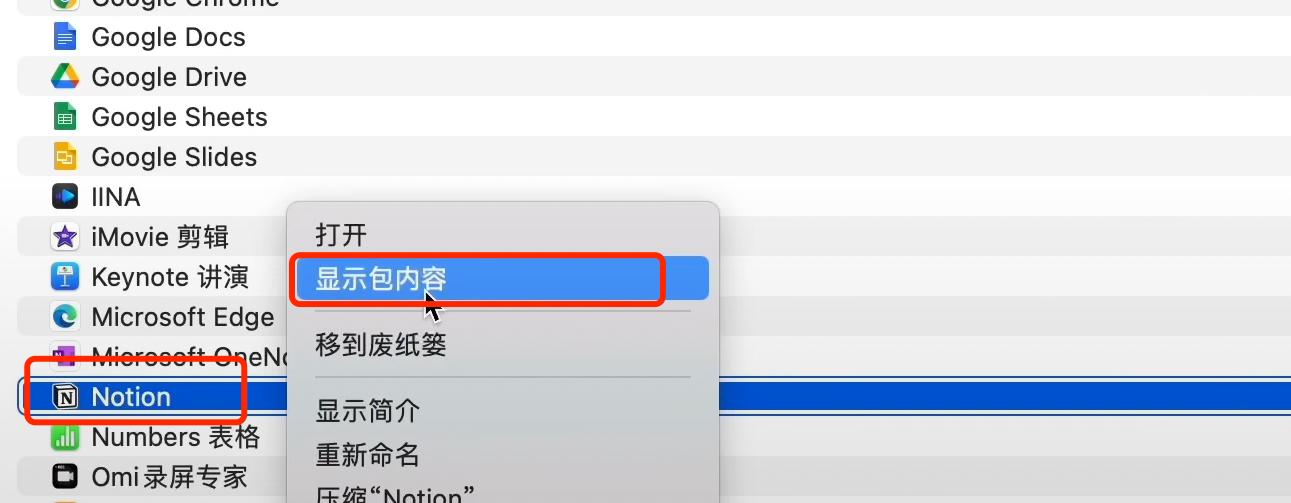 Google Chrome
Google Docs
Google Drive
Google Sheets
Google Slides
IINA
iMovie 剪辑
Keynote 讲演
Microsoft Edge
Microsoft OneNo
Notion
Numbers 表格
Omi录屏专家
打开
显示包内容
移到废纸篓
显示简介
重新命名
压缩“Notion”